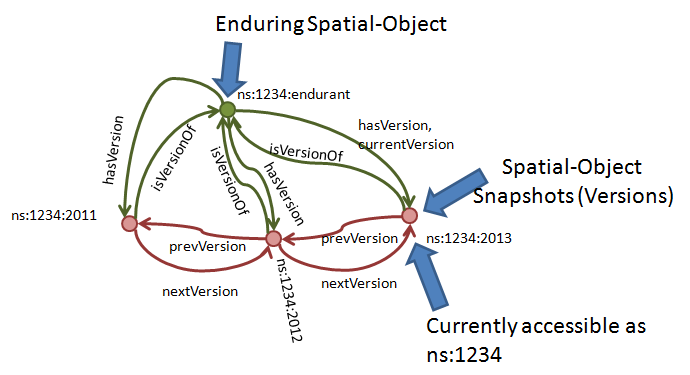 Enduring Spatial-Object
ns:1234:endurant
hasVersion
isVersionOf
isVersionOf
hasVersion
hasVersion,
currentVersion
isVersionOf
Spatial-Object
Snapshots (Versions)
ns:1234:2011
prevVersion
prevVersion
ns:1234:2013
nextVersion
ns:1234:2012
nextVersion
Currently accessible as
ns:1234